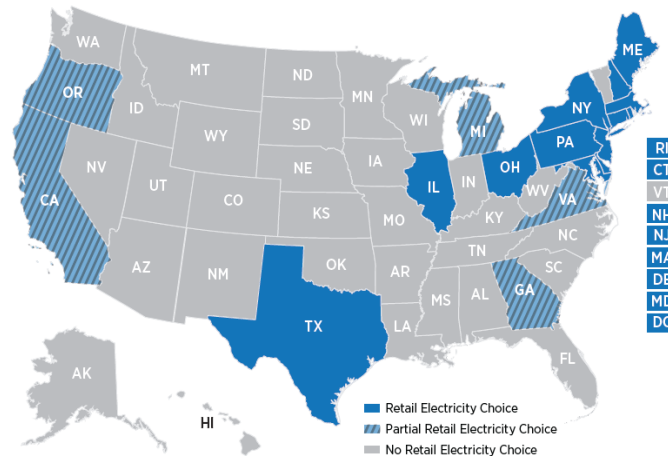 WA
MT
ND
MN
ME
OR
ID
WY
SD
WI
MI
NY
PA
NV
UT
CO
NE
IA
IL
IN
OH
WV
VA
CA
KS
MO
KY
NC
TN
AZ
NM
OK
AR
SC
MS
AL
GA
TX
LA
FL
AK
HI
RI
CT
VT
NH
NJ
MA
DE
MD
DC
Retail Electricity Choice
Partial Retail Electricity Choice
No Retail Electricity Choice